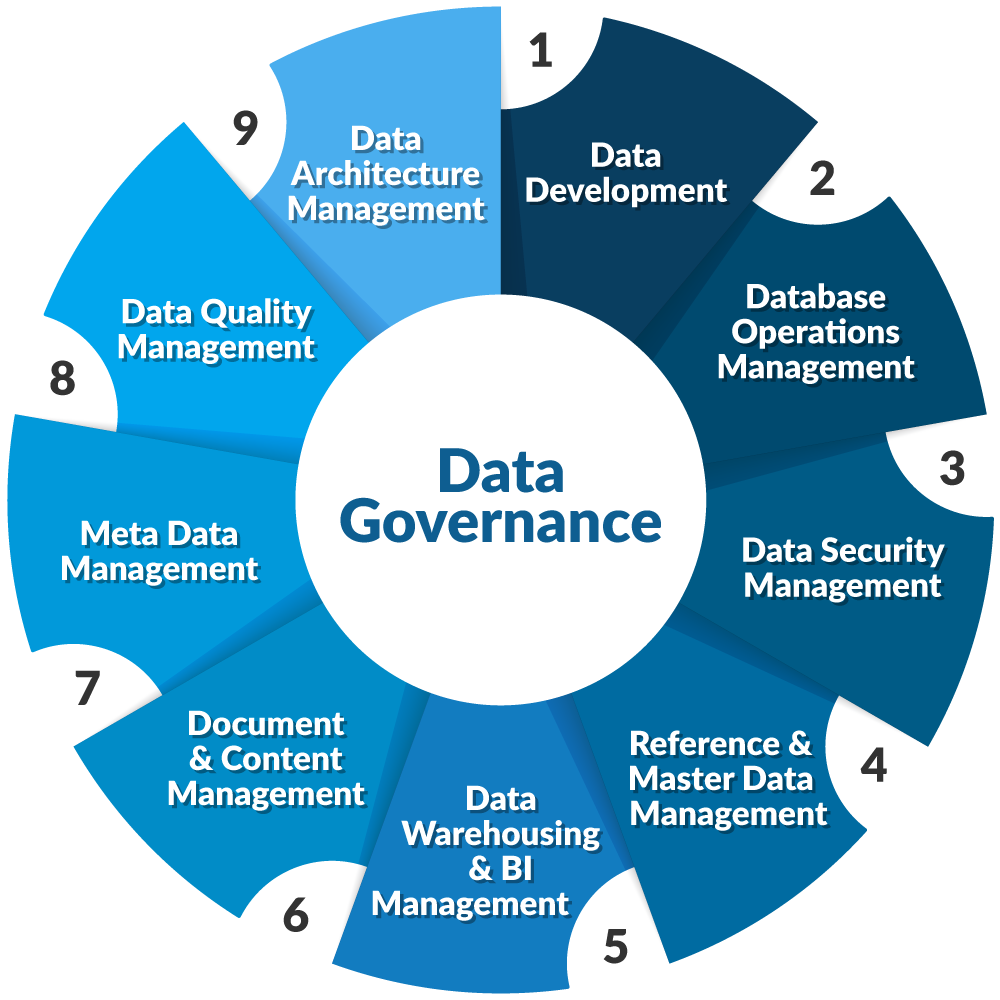 Data
Governance
1
Data
Development
2
Database
Operations
Management
3
Data Security
Management
4
Reference &
Master Data
Management
5
Data
Warehousing
& BI
Management
6
Document
& Content
Management
7
Meta Data
Management
8
Data Quality
Management
9
Data
Architecture
Management